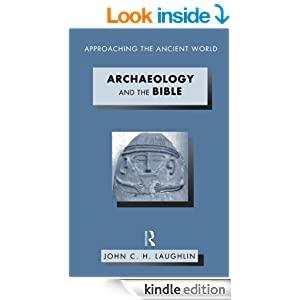 LOOK INSIDE!
APPROACHING THE ANCIENT WORLD
ARCHAEOLOGY
AND THE BIBLE
JOHN C. H. LAUGHLIN
R
kindle edition